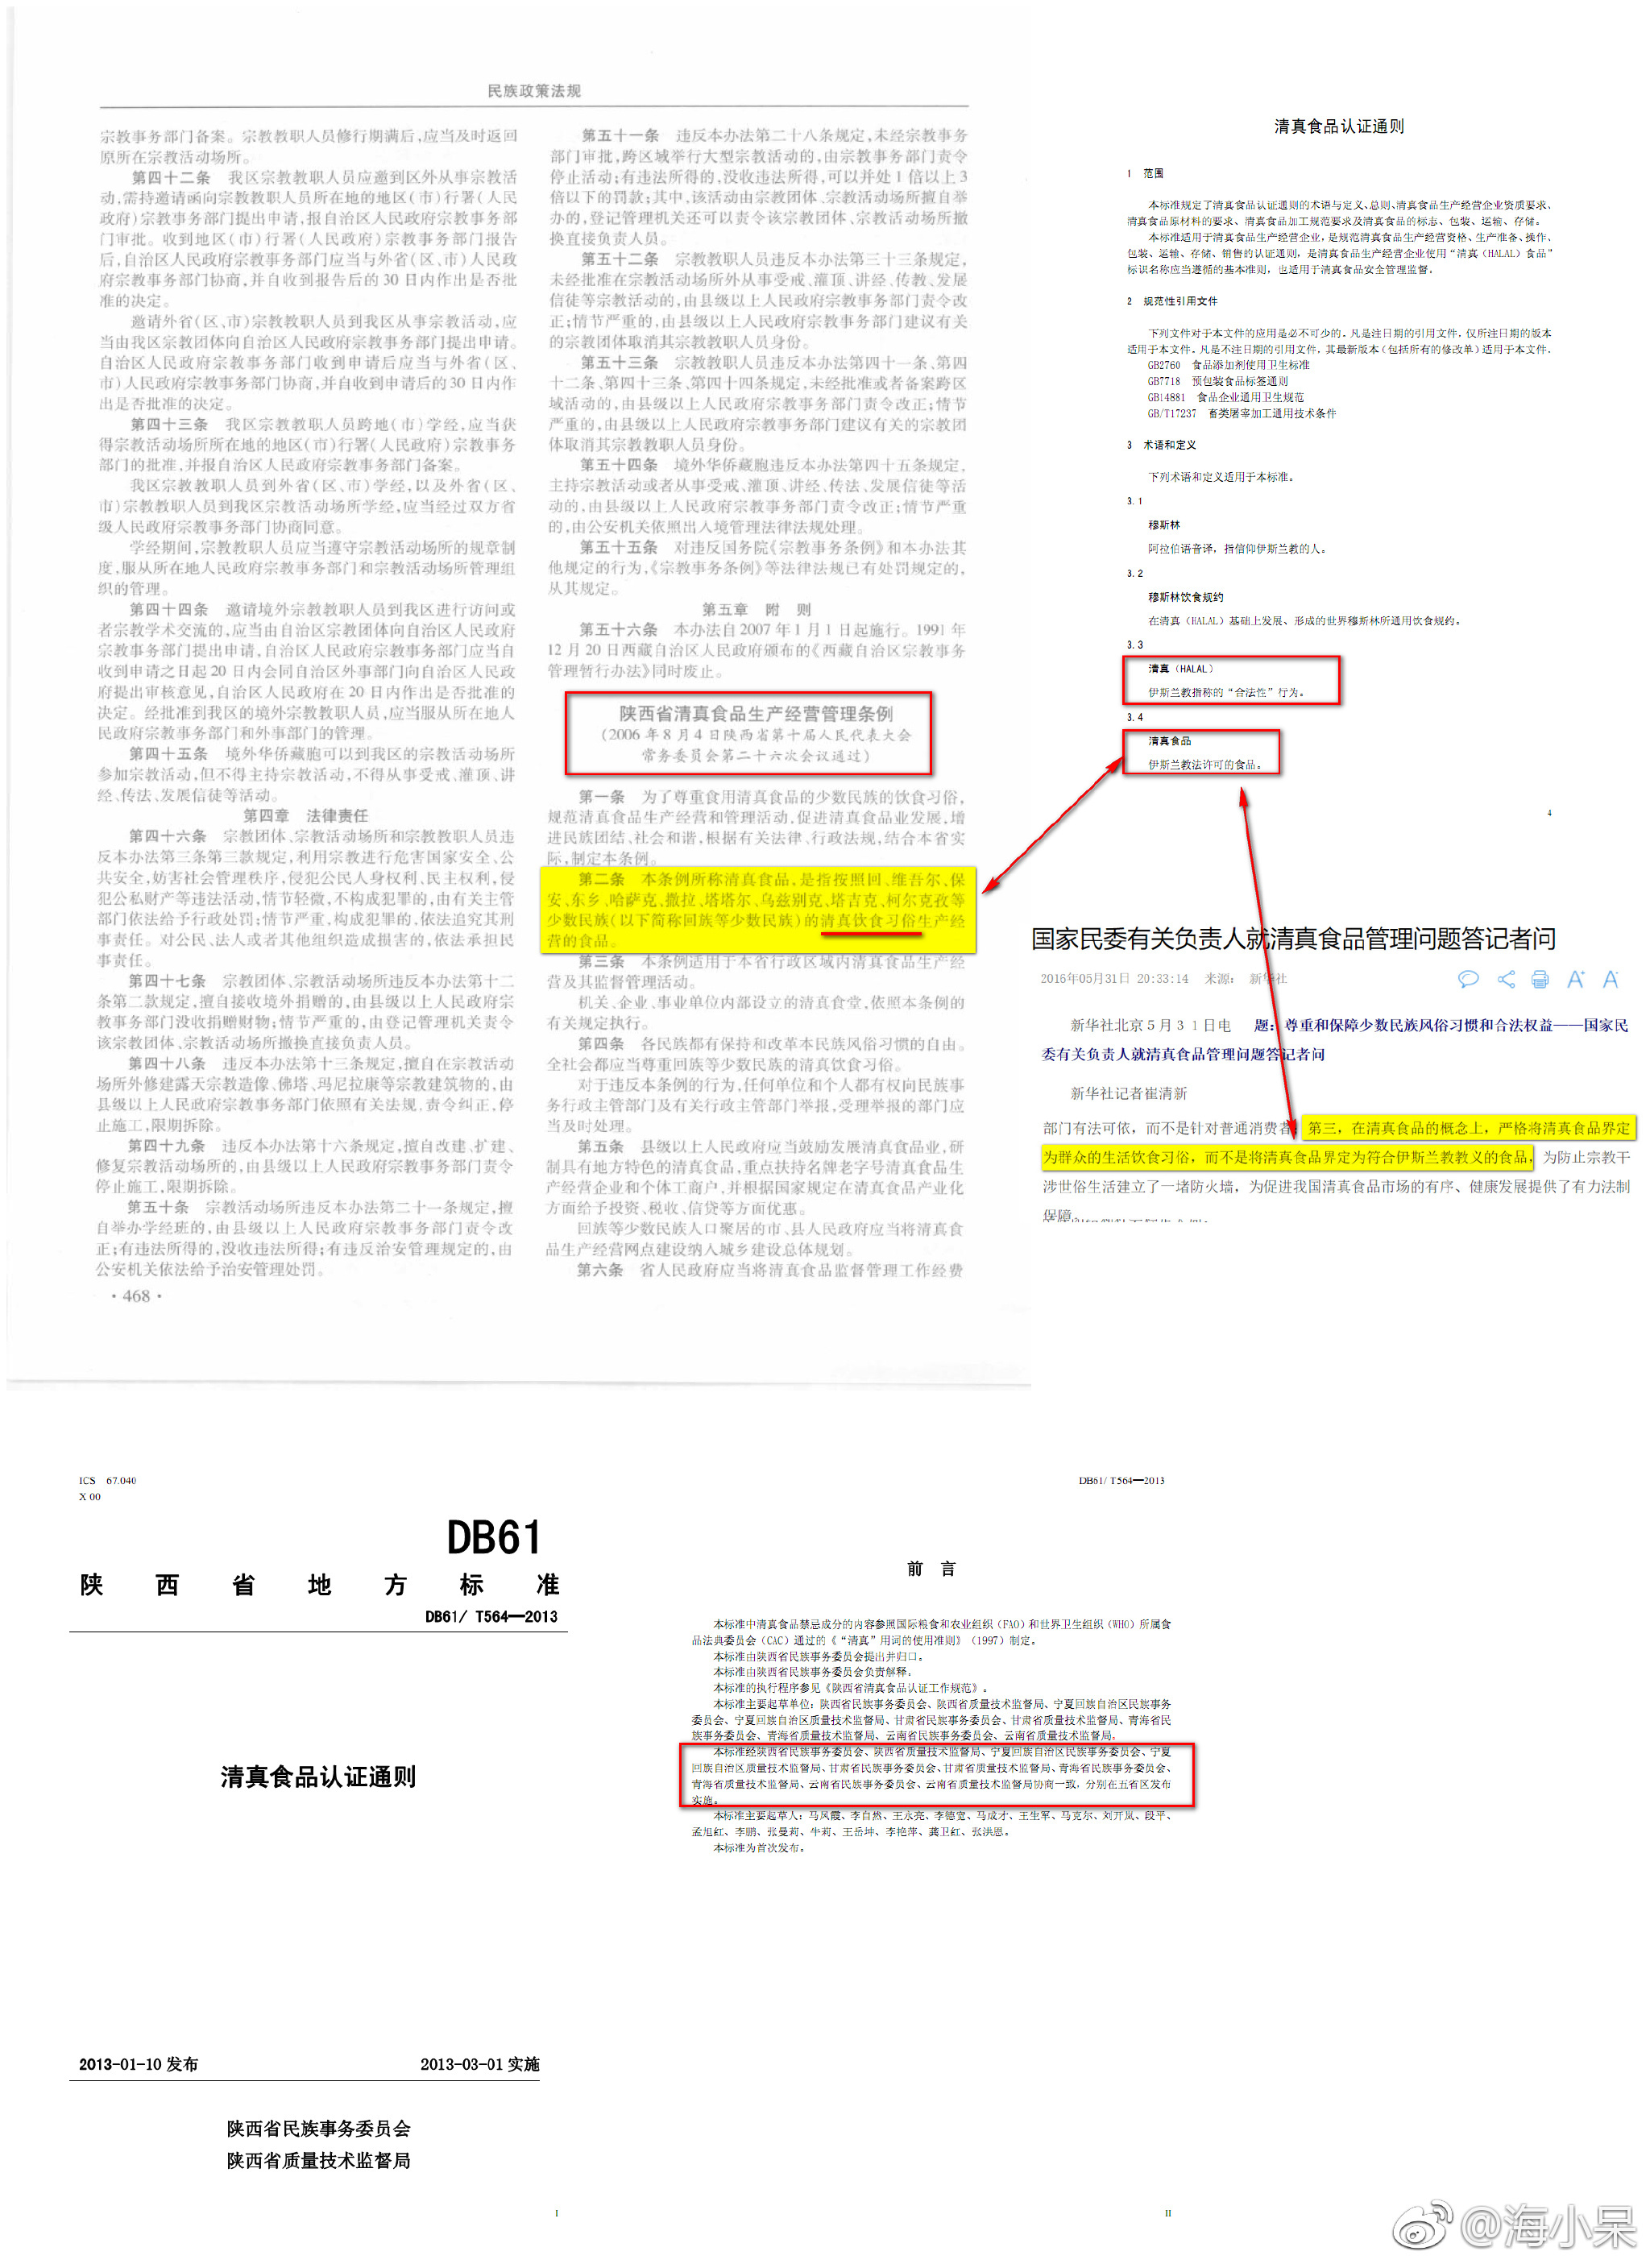 民族政策法规
宗教事务部门备案。宗教教职人员修行期满后,应当及时返回
原所在宗教活动场所。
第四十二条 我区宗教教职人员应邀到区外从事宗教活
动,需持邀请函向宗教教职人员所在地的地区(市)行署(人民
政府)宗教事务部门提出申请,报自治区人民政府宗教事务部
门审批。收到地区(市)行署(人民政府)宗教事务部门报告
后,自治区人民政府宗教事务部门应当与外省(区、市)人民政
府宗教事务部门协商,并自收到报告后的 30 日内作出是否批
准的决定。
邀请外省(区、市)宗教教职人员到我区从事宗教活动,应
当由我区宗教团体向自治区人民政府宗教事务部门提出申请。
自治区人民政府宗教事务部门收到申请后应当与外省(区、
市)人民政府宗教事务部门协商,并自收到申请后的 30 日内作
出是否批准的决定。
第四十三条 我区宗教教职人员跨地(市)学经,应当获
得宗教活动场所所在地的地区(市)行署(人民政府)宗教事务
部门的批准,并报自治区人民政府宗教事务部门备案。
我区宗教教职人员到外省(区、市)学经,以及外省(区、
市)宗教教职人员到我区宗教活动场所学经,应当经过双方省
级人民政府宗教事务部门协商同意。
学经期间,宗教教职人员应当遵守宗教活动场所的规章制
度,服从所在地人民政府宗教事务部门和宗教活动场所管理组
织的管理。
第四十四条 邀请境外宗教教职人员到我区进行访问或
者宗教学术交流的,应当由自治区宗教团体向自治区人民政府
宗教事务部门提出申请,自治区人民政府宗教事务部门应当自
收到申请之日起 20 日内会同自治区外事部门向自治区人民政
府提出审核意见,自治区人民政府在 20 日内作出是否批准的
决定。经批准到我区的境外宗教教职人员,应当服从所在地人
民政府宗教事务部门和外事部门的管理。
第四十五条 境外华侨藏胞可以到我区的宗教活动场所
参加宗教活动,但不得主持宗教活动,不得从事受戒、灌顶、讲
经、传法、发展信徒等活动。
第四章 法律责任
第四十六条 宗教团体、宗教活动场所和宗教教职人员违
反本办法第三条第三款规定,利用宗教进行危害国家安全、公
共安全,妨害社会管理秩序,侵犯公民人身权利、民主权利,侵
犯公私财产等违法活动,情节轻微,不构成犯罪的,由有关主管
部门依法给予行政处罚;情节严重,构成犯罪的,依法追究其刑
事责任。对公民、法人或者其他组织造成损害的,依法承担民
事责任。
第四十七条 宗教团体、宗教活动场所违反本办法第十二
条第二款规定,擅自接收境外捐赠的,由县级以上人民政府宗
教事务部门没收捐赠财物;情节严重的,由登记管理机关责令
该宗教团体、宗教活动场所撤换直接负责人员。
第四十八条 违反本办法第十三条规定,擅自在宗教活动
场所外修建露天宗教造像、佛塔、玛尼拉康等宗教建筑物的,由
县级以上人民政府宗教事务部门依照有关法规,责令纠正,停
止施工,限期拆除。
第四十九条 违反本办法第十六条规定,擅自改建、扩建、
修复宗教活动场所的,由县级以上人民政府宗教事务部门责令
停止施工,限期拆除。
第五十条 宗教活动场所违反本办法第二十一条规定,擅
自举办学经班的,由县级以上人民政府宗教事务部门责令改
正;有违法所得的,没收违法所得;有违反治安管理规定的,由
公安机关依法给予治安管理处罚。
· 468 ·
第五十一条 违反本办法第二十八条规定,未经宗教事务
部门审批,跨区域举行大型宗教活动的,由宗教事务部门责令
停止活动;有违法所得的,没收违法所得,可以并处 1 倍以上 3
倍以下的罚款;其中,该活动由宗教团体、宗教活动场所擅自举
办的,登记管理机关还可以责令该宗教团体、宗教活动场所撤
换直接负责人员。
第五十二条 宗教教职人员违反本办法第三十三条规定,
未经批准在宗教活动场所外从事受戒、灌顶、讲经、传教、发展
信徒等宗教活动的,由县级以上人民政府宗教事务部门责令改
正;情节严重的,由县级以上人民政府宗教事务部门建议有关
的宗教团体取消其宗教教职人员身份。
第五十三条 宗教教职人员违反本办法第四十一条、第四
十二条、第四十三条、第四十四条规定,未经批准或者备案跨区
域活动的,由县级以上人民政府宗教事务部门责令改正;情节
严重的,由县级以上人民政府宗教事务部门建议有关的宗教团
体取消其宗教教职人员身份。
第五十四条 境外华侨藏胞违反本办法第四十五条规定,
主持宗教活动或者从事受戒、灌顶、讲经、传法、发展信徒等活
动的,由县级以上人民政府宗教事务部门责令改正;情节严重
的,由公安机关依照出入境管理法律法规处理。
第五十五条 对违反国务院《宗教事务条例》和本办法其
他规定的行为,《宗教事务条例》等法律法规已有处罚规定的,
从其规定。
第五章 附 则
第五十六条 本办法自 2007 年 1 月 1 日起施行。1991 年
12 月 20 日西藏自治区人民政府颁布的《西藏自治区宗教事务
管理暂行办法》同时废止。
陕西省清真食品生产经营管理条例
(2006 年 8 月 4 日陕西省第十届人民代表大会
常务委员会第二十六次会议通过)
第一条 为了尊重食用清真食品的少数民族的饮食习俗,
规范清真食品生产经营和管理活动,促进清真食品业发展,增
进民族团结、社会和谐,根据有关法律、行政法规,结合本省实
际,制定本条例。
第二条 本条例所称清真食品,是指按照回、维吾尔、保
安、东乡、哈萨克、撒拉、塔塔尔、乌兹别克、塔吉克、柯尔克孜等
少数民族(以下简称回族等少数民族)的清真饮食习俗生产经
营的食品。
第三条 本条例适用于本省行政区域内清真食品生产经
营及其监督管理活动。
机关、企业、事业单位内部设立的清真食堂,依照本条例的
有关规定执行。
第四条 各民族都有保持和改革本民族风俗习惯的自由。
全社会都应当尊重回族等少数民族的清真饮食习俗。
对于违反本条例的行为,任何单位和个人都有权向民族事
务行政主管部门及有关行政主管部门举报,受理举报的部门应
当及时处理。
第五条 县级以上人民政府应当鼓励发展清真食品业,研
制具有地方特色的清真食品,重点扶持名牌老字号清真食品生
产经营企业和个体工商户,并根据国家规定在清真食品产业化
方面给予投资、税收、信贷等方面优惠。
回族等少数民族人口聚居的市、县人民政府应当将清真食
品生产经营网点建设纳入城乡建设总体规划。
第六条 省人民政府应当将清真食品监督管理工作经费
清真食品认证通则
1 范围
本标准规定了清真食品认证通则的术语与定义、总则、清真食品生产经营企业资质要求、
清真食品原材料的要求、清真食品加工规范要求及清真食品的标志、包装、运输、存储。
本标准适用于清真食品生产经营企业,是规范清真食品生产经营资格、生产准备、操作、
包装、运输、存储、销售的认证通则,是清真食品生产经营企业使用“清真(HALAL)食品”
标识名称应当遵循的基本准则,也适用于清真食品安全管理监督。
2 规范性引用文件
下列文件对于本文件的应用是必不可少的。凡是注日期的引用文件,仅所注日期的版本
适用于本文件。凡是不注日期的引用文件,其最新版本(包括所有的修改单)适用于本文件。
GB2760 食品添加剂使用卫生标准
GB7718 预包装食品标签通则
GB14881 食品企业通用卫生规范
GB/T17237 畜类屠宰加工通用技术条件
3 术语和定义
下列术语和定义适用于本标准。
3.1
穆斯林
阿拉伯语音译,指信仰伊斯兰教的人。
3.2
穆斯林饮食规约
在清真(HALAL)基础上发展、形成的世界穆斯林所通用饮食规约。
3.3
清真(HALAL)
伊斯兰教指称的“合法性”行为。
3.4
清真食品
伊斯兰教法许可的食品。
4
国家民委有关负责人就清真食品管理问题答记者问
2016年05月31日 20:33:14 来源: 新华社
新华社北京5月31日电 题:尊重和保障少数民族风俗习惯和合法权益——国家民
委有关负责人就清真食品管理问题答记者问
新华社记者崔清新
部门有法可依,而不是针对普通消费者。第三,在清真食品的概念上,严格将清真食品界定
为群众的生活饮食习俗,而不是将清真食品界定为符合伊斯兰教教义的食品,为防止宗教干
涉世俗生活建立了一堵防火墙,为促进我国清真食品市场的有序、健康发展提供了有力法制
保障。
ICS 67.040
X 00
DB61
陕西省地方标准
DB61/ T564—2013
清真食品认证通则
2013-01-10 发布 2013-03-01 实施
陕西省民族事务委员会
陕西省质量技术监督局
I
DB61/ T564—2013
前 言
本标准中清真食品禁忌成分的内容参照国际粮食和农业组织(FAO)和世界卫生组织(WHO)所属食
品法典委员会(CAC)通过的《“清真”用词的使用准则》(1997)制定。
本标准由陕西省民族事务委员会提出并归口。
本标准由陕西省民族事务委员会负责解释。
本标准的执行程序参见《陕西省清真食品认证工作规范》。
本标准主要起草单位:陕西省民族事务委员会、陕西省质量技术监督局、宁夏回族自治区民族事务
委员会、宁夏回族自治区质量技术监督局、甘肃省民族事务委员会、甘肃省质量技术监督局、青海省民
族事务委员会、青海省质量技术监督局、云南省民族事务委员会、云南省质量技术监督局。
本标准经陕西省民族事务委员会、陕西省质量技术监督局、宁夏回族自治区民族事务委员会、宁夏
回族自治区质量技术监督局、甘肃省民族事务委员会、甘肃省质量技术监督局、青海省民族事务委员会、
青海省质量技术监督局、云南省民族事务委员会、云南省质量技术监督局协商一致,分别在五省区发布
实施。
本标准主要起草人:马凤霞、李自然、王永亮、李德宽、马成才、王生军、马克尔、刘开岚、段平、
孟旭红、李鹏、张曼莉、牛莉、王岳坤、李艳萍、龚卫红、张洪恩。
本标准为首次发布。
II
@海小呆